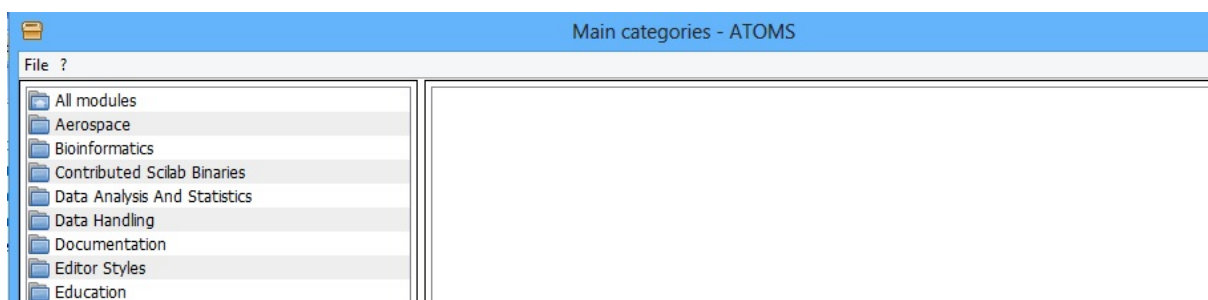 Main categories - ATOMS
File ?
All modules
Aerospace
Bioinformatics
Contributed Scilab Binaries
Data Analysis And Statistics
Data Handling
Documentation
Editor Styles
Education